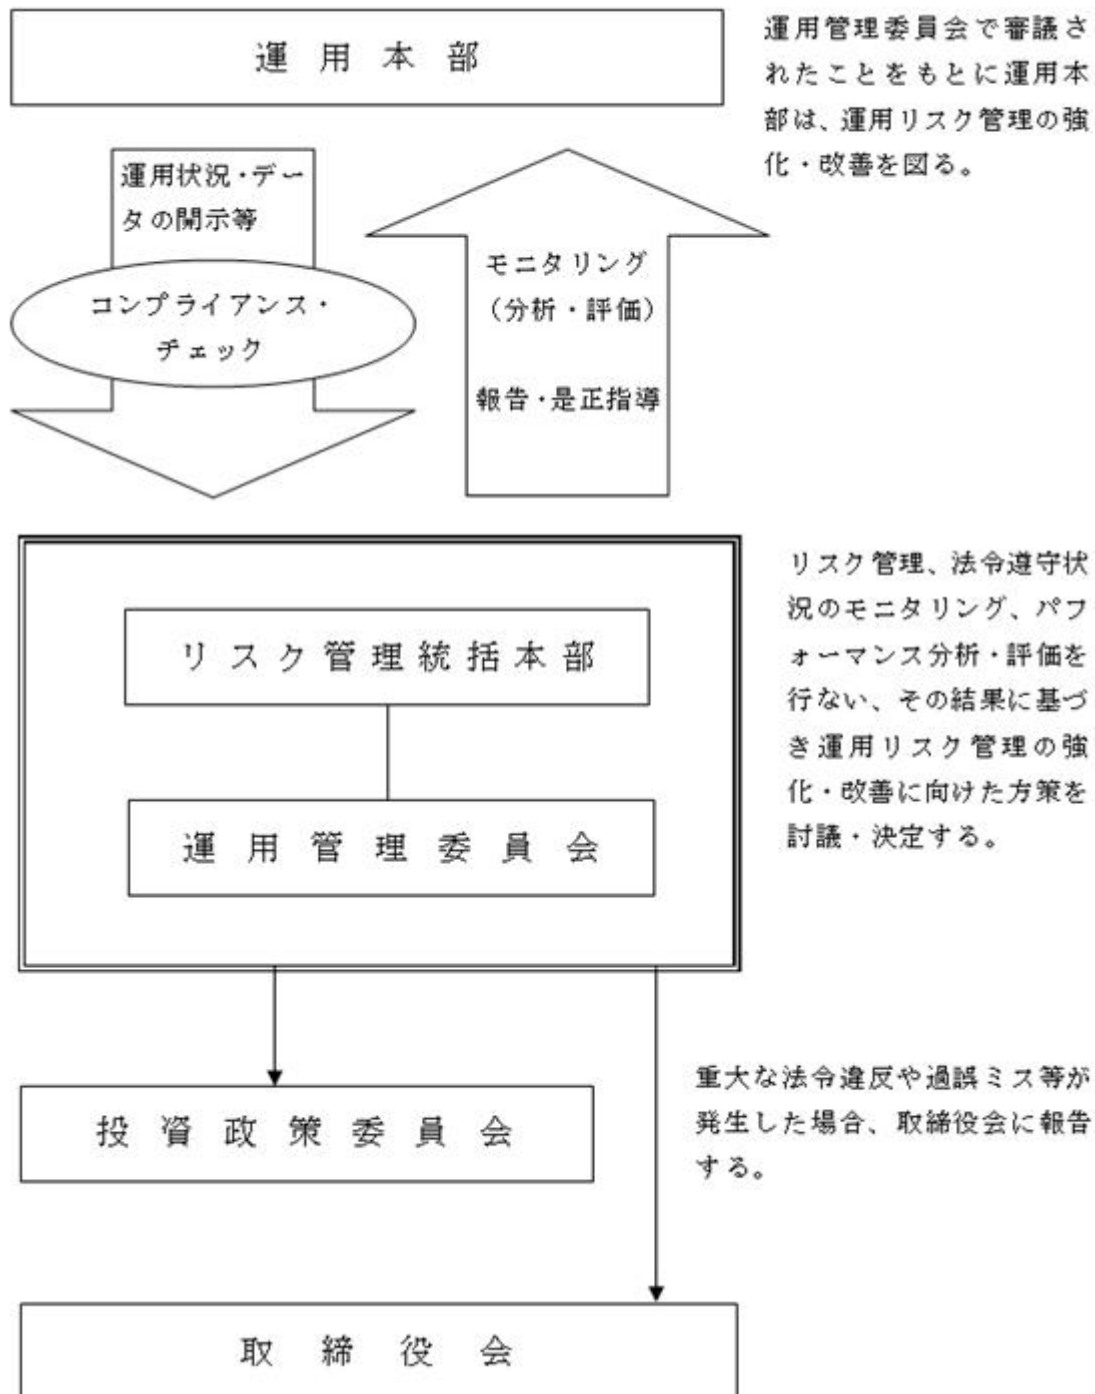 運用本部
運用管理委員会で審議さ
れたことをもとに運用本
部は、運用リスク管理の強
化・改善を図る。
運用状況・デー
タの開示等
コンプライアンス・
チェック
モニタリング
（分析・評価）
報告・是正指導
リスク管理統括本部
運用管理委員会
リスク管理、法令遵守状
況のモニタリング、パフ
ォーマンス分析・評価を
行ない、その結果に基づ
き運用リスク管理の強
化・改善に向けた方策を
討議・決定する。
投資政策委員会
重大な法令違反や過誤ミス等が
発生した場合、取締役会に報告
する。
取締役会